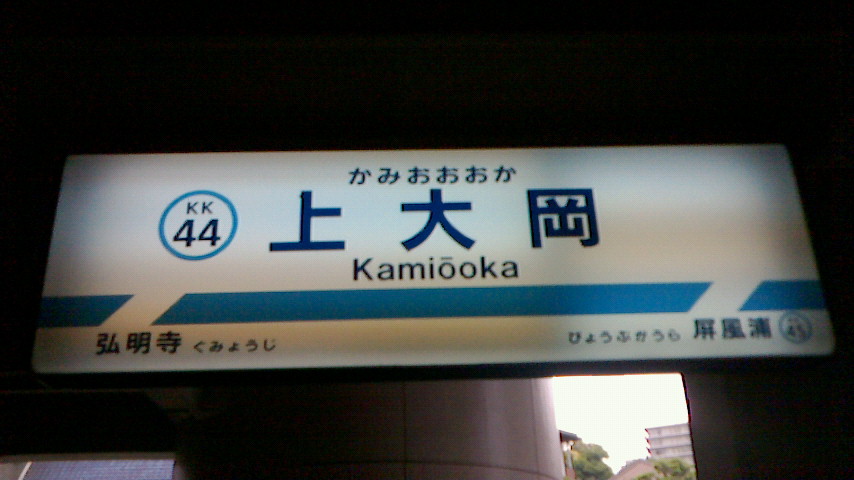 かみおおおか
KK
44
上大岡
Kamiōoka
弘明寺 ぐみょうじ
びょうぶがうら 屏風浦 45